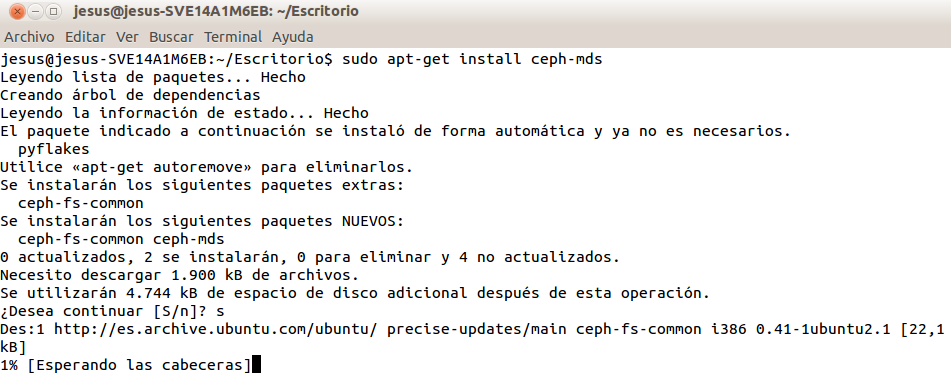 jesus@jesus-SVE14A1M6EB: ~/Escritorio
Archivo Editar Ver Buscar Terminal Ayuda
jesus@jesus-SVE14A1M6EB:~/Escritorio$ sudo apt-get install ceph-mds
Leyendo lista de paquetes... Hecho
Creando árbol de dependencias
Leyendo la información de estado... Hecho
El paquete indicado a continuación se instaló de forma automática y ya no es necesarios.
  pyflakes
Utilice «apt-get autoremove» para eliminarlos.
Se instalarán los siguientes paquetes extras:
  ceph-fs-common
Se instalarán los siguientes paquetes NUEVOS:
  ceph-fs-common ceph-mds
0 actualizados, 2 se instalarán, 0 para eliminar y 4 no actualizados.
Necesito descargar 1.900 kB de archivos.
Se utilizarán 4.744 kB de espacio de disco adicional después de esta operación.
¿Desea continuar [S/n]? s
Des:1 http://es.archive.ubuntu.com/ubuntu/ precise-updates/main ceph-fs-common i386 0.41-1ubuntu2.1 [22,1
kB]
1% [Esperando las cabeceras]